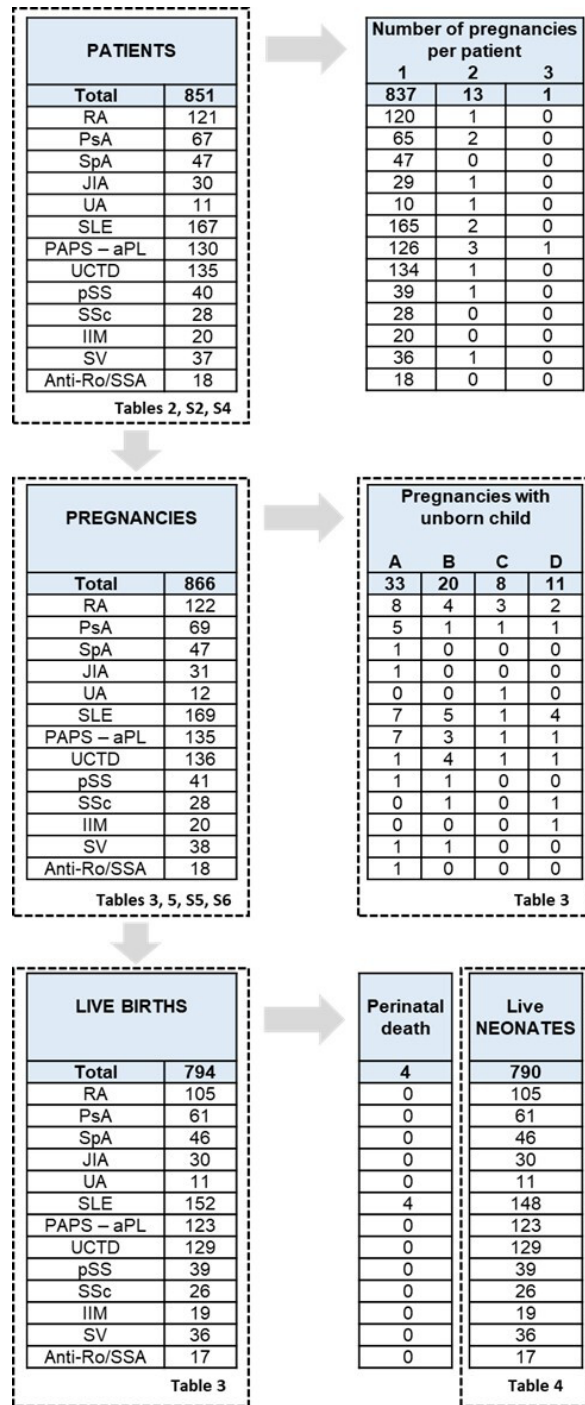 PATIENTS
Total 851
RA 121
PsA 67
SpA 47
JIA 30
UA 11
SLE 167
PAPS – aPL 130
UCTD 135
pSS 40
SSc 28
IIM 20
SV 37
Anti-Ro/SSA 18
Tables 2, S2, S4
Number of pregnancies
per patient
1 2 3
837 13 1
120 1 0
65 2 0
47 0 0
29 1 0
10 1 0
165 2 0
126 3 1
134 1 0
39 1 0
28 0 0
20 0 0
36 1 0
18 0 0
PREGNANCIES
Total 866
RA 122
PsA 69
SpA 47
JIA 31
UA 12
SLE 169
PAPS – aPL 135
UCTD 136
pSS 41
SSc 28
IIM 20
SV 38
Anti-Ro/SSA 18
Tables 3, 5, S5, S6
Pregnancies with
unborn child
A B C D
33 20 8 11
8 4 3 2
5 1 1 1
1 0 0 0
1 0 0 0
0 0 1 0
7 5 1 4
7 3 1 1
1 4 1 1
1 1 0 0
0 1 0 1
0 0 0 1
1 1 0 0
1 0 0 0
Table 3
LIVE BIRTHS
Total 794
RA 105
PsA 61
SpA 46
JIA 30
UA 11
SLE 152
PAPS – aPL 123
UCTD 129
pSS 39
SSc 26
IIM 19
SV 36
Anti-Ro/SSA 17
Table 3
Perinatal
death
4
0
0
0
0
0
4
0
0
0
0
0
0
0
Live
NEONATES
790
105
61
46
30
11
148
123
129
39
26
19
36
17
Table 4